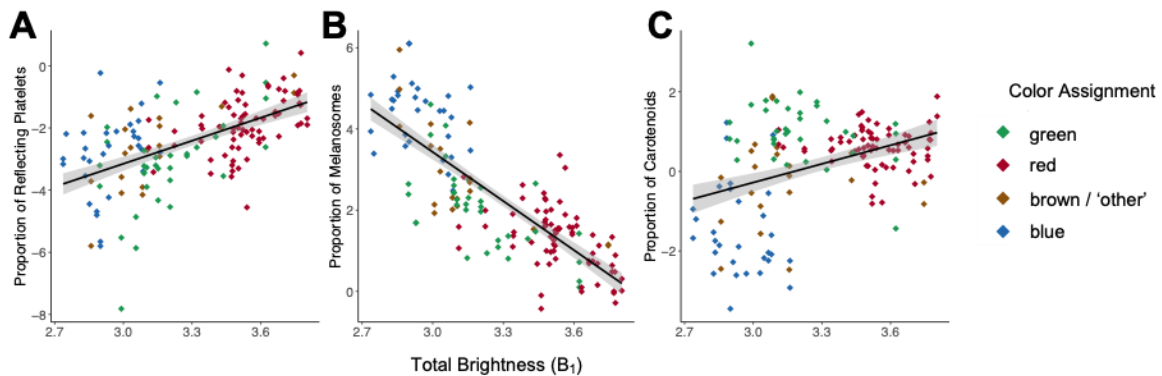 A
B
C
Proportion of Reflecting Platelets
0
−2
−4
−6
−8
2.7 3.0 3.3 3.6
Proportion of Melanosomes
6
4
2
0
2.7 3.0 3.3 3.6
Proportion of Carotenoids
2
0
−2
2.7 3.0 3.3 3.6
Total Brightness (B₁)
Color Assignment
green
red
brown / ‘other’
blue